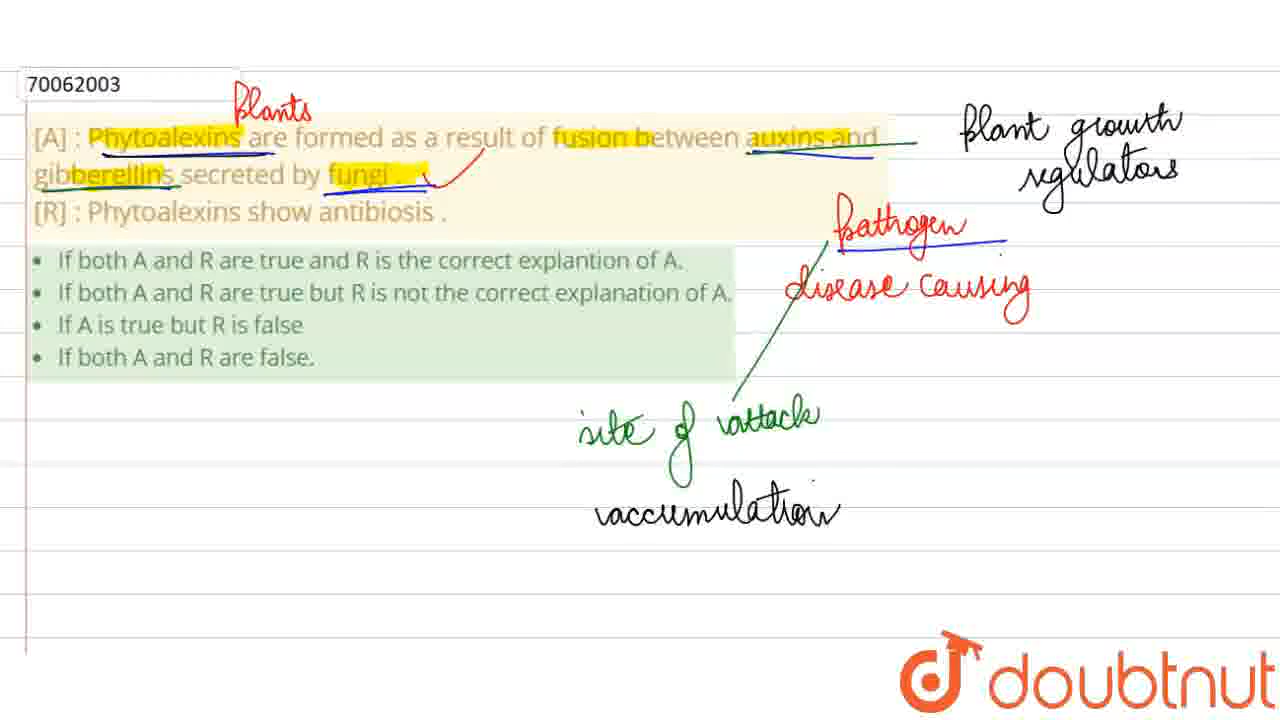 70062003
Plants
[A] : Phytoalexins are formed as a result of fusion between auxins and
gibberellins secreted by fungi
[R] : Phytoalexins show antibiosis .
• If both A and R are true and R is the correct explantion of A.
• If both A and R are true but R is not the correct explanation of A.
• If A is true but R is false
• If both A and R are false.
Plant growth
regulators
Pathogen
disease causing
site of attack
accumulation
doubtnut